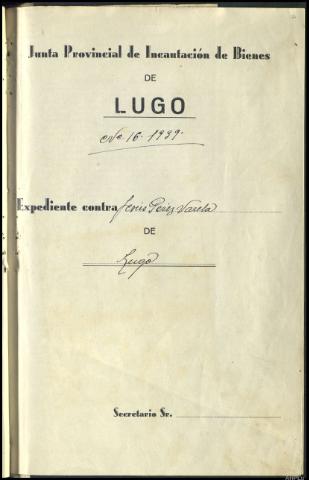 Junta Provincial de Incautación de Bienes
DE
LUGO
Nº 16 - 1939.
Expediente contra Jesús Pérez Varela
DE
Lugo
Secretario Sr.